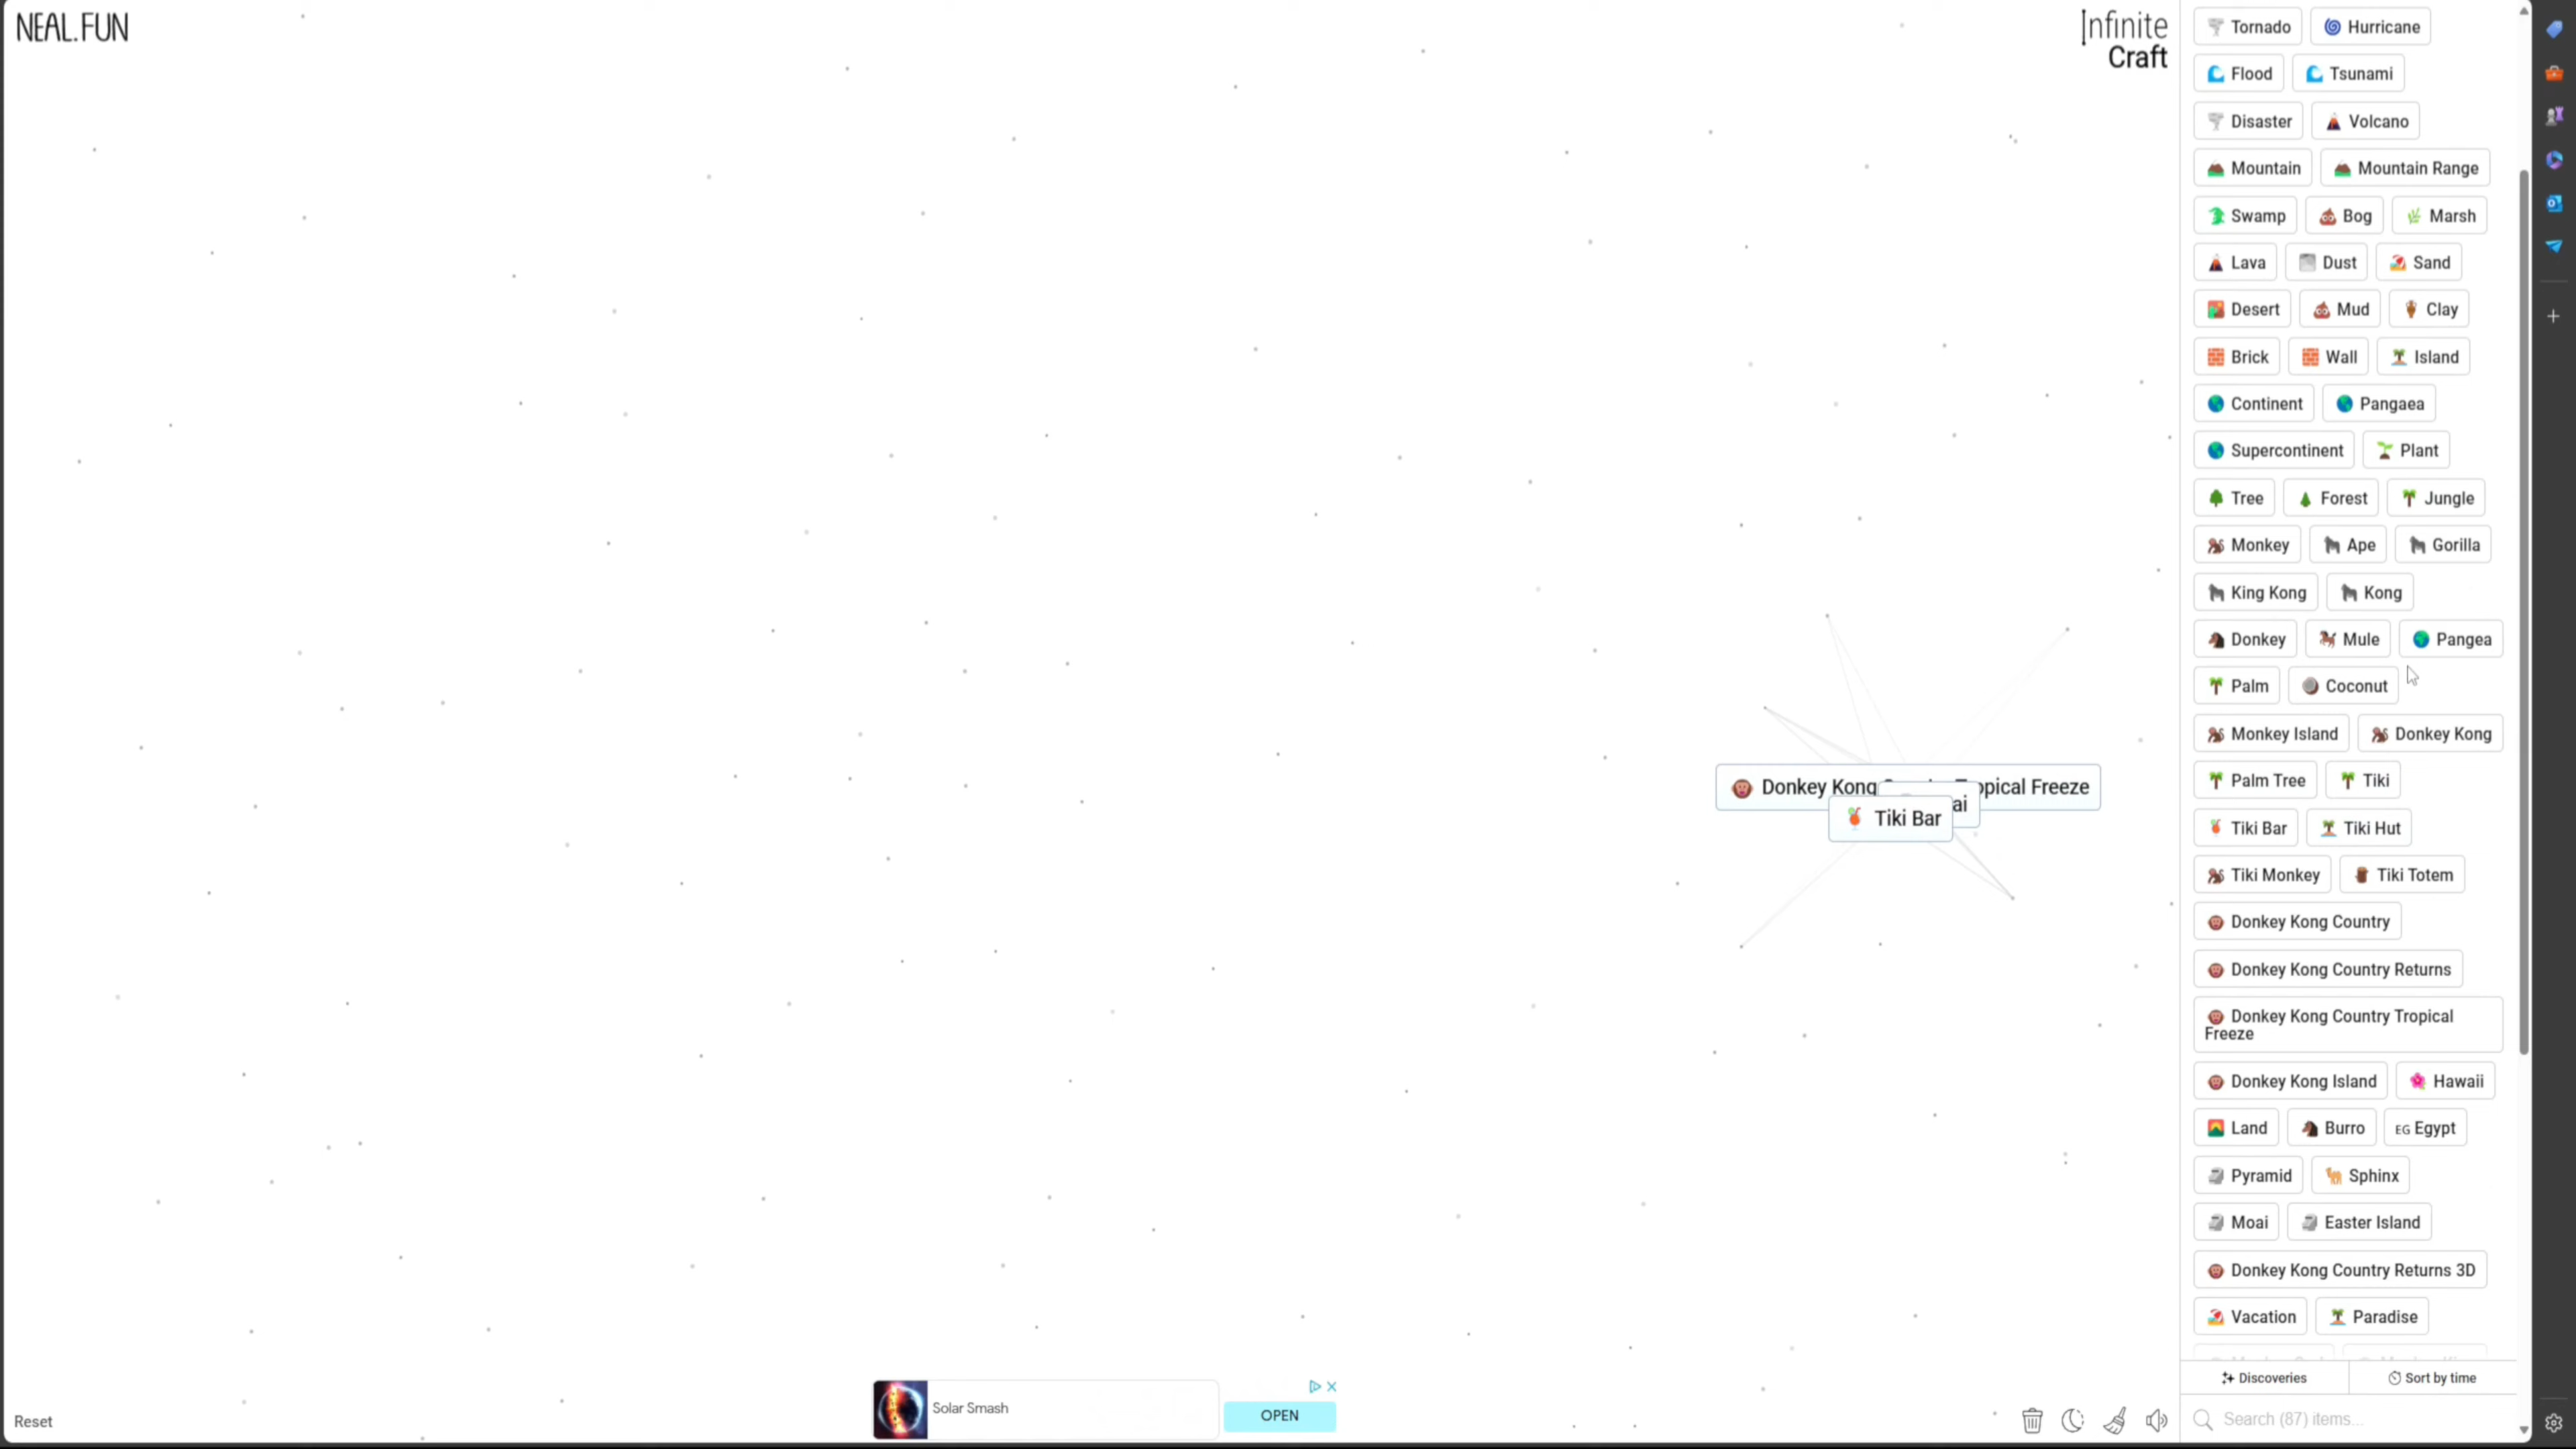 NEAL.FUN
Infinite
Craft
Tornado Hurricane
Flood Tsunami
Disaster Volcano
Mountain Mountain Range
Swamp Bog Marsh
Lava Dust Sand
Desert Mud Clay
Brick Wall Island
Continent Pangaea
Supercontinent Plant
Tree Forest Jungle
Monkey Ape Gorilla
King Kong Kong
Donkey Mule Pangea
Palm Coconut
Monkey Island Donkey Kong
Palm Tree Tiki
Tiki Bar Tiki Hut
Tiki Monkey Tiki Totem
Donkey Kong Country
Donkey Kong Country Returns
Donkey Kong Country Tropical
Freeze
Donkey Kong Island Hawaii
Land Burro EG Egypt
Pyramid Sphinx
Moai Easter Island
Donkey Kong Country Returns 3D
Vacation Paradise
Discoveries Sort by time
Search (87) items...
Donkey Kong opical Freeze
ai
Tiki Bar
Solar Smash
OPEN
Reset